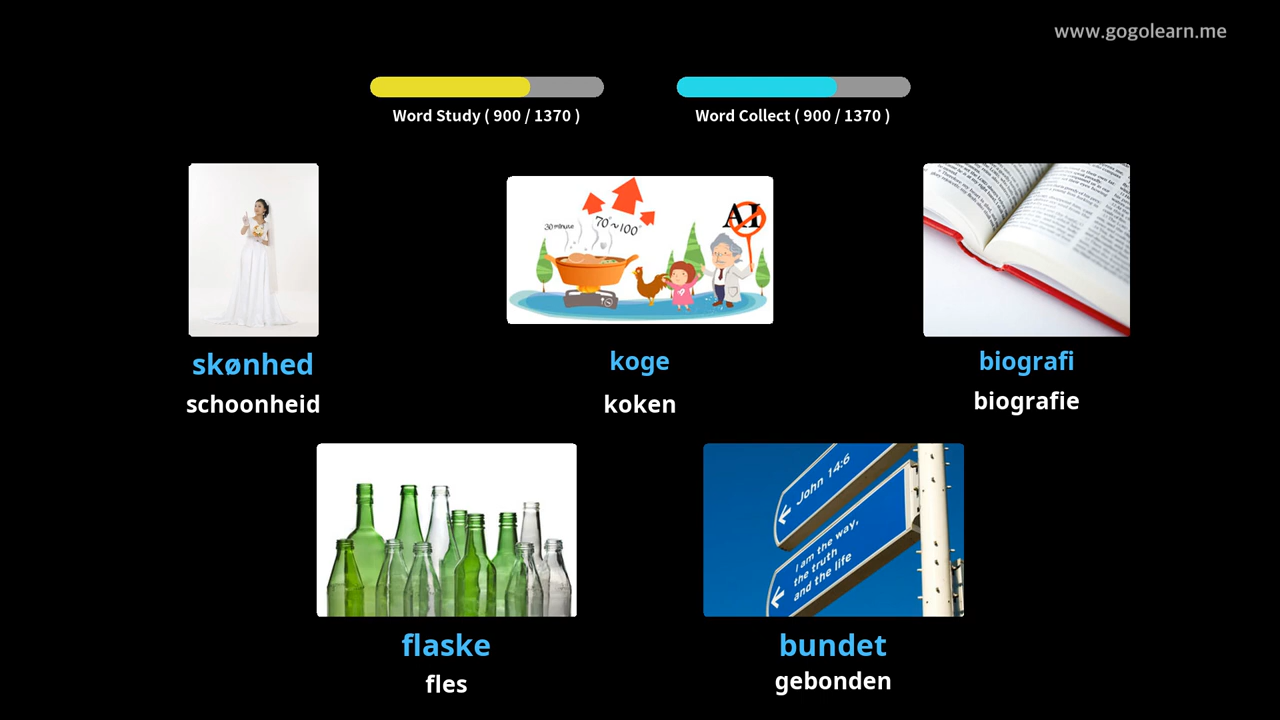 www.gogolearn.me
Word Study ( 900 / 1370 )
Word Collect ( 900 / 1370 )
30 minuse
70°~100°
AI
skønhed
schoonheid
koge
koken
biografi
biografie
John 14:6
I am the way,
the truth
and the life
flaske
fles
bundet
gebonden